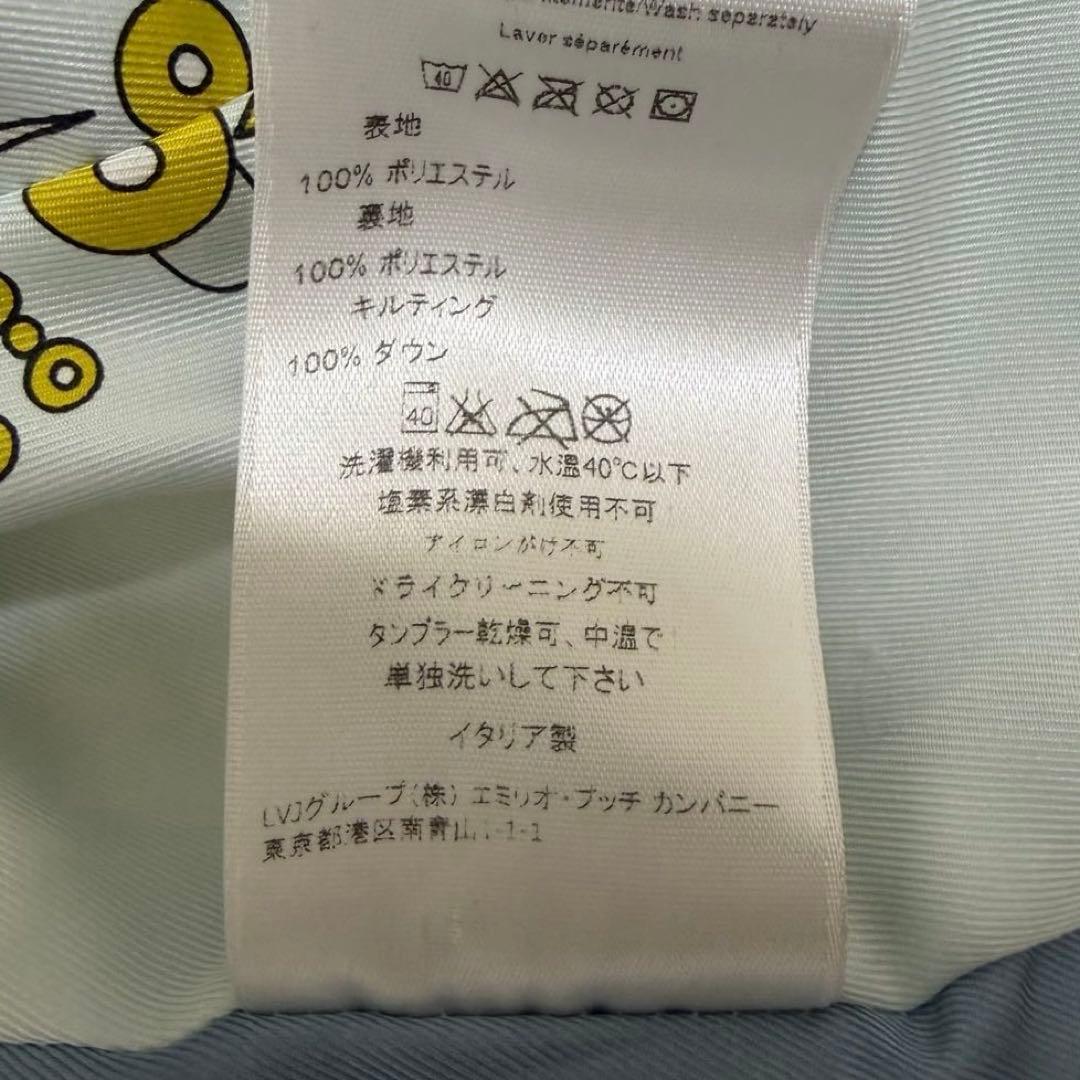 /Wash separately
Laver séparément
40
表地
100% ポリエステル
裏地
100% ポリエステル
キルティング
100% ダウン
40
洗濯機利用可、水温40℃以下
塩素系漂白剤使用不可
アイロンがけ不可
ドライクリーニング不可
タンブラー乾燥可、中温で
単独洗いして下さい
イタリア製
LVJグループ(株) エミリオ・プッチ カンパニー
東京都港区南青山1-1-1